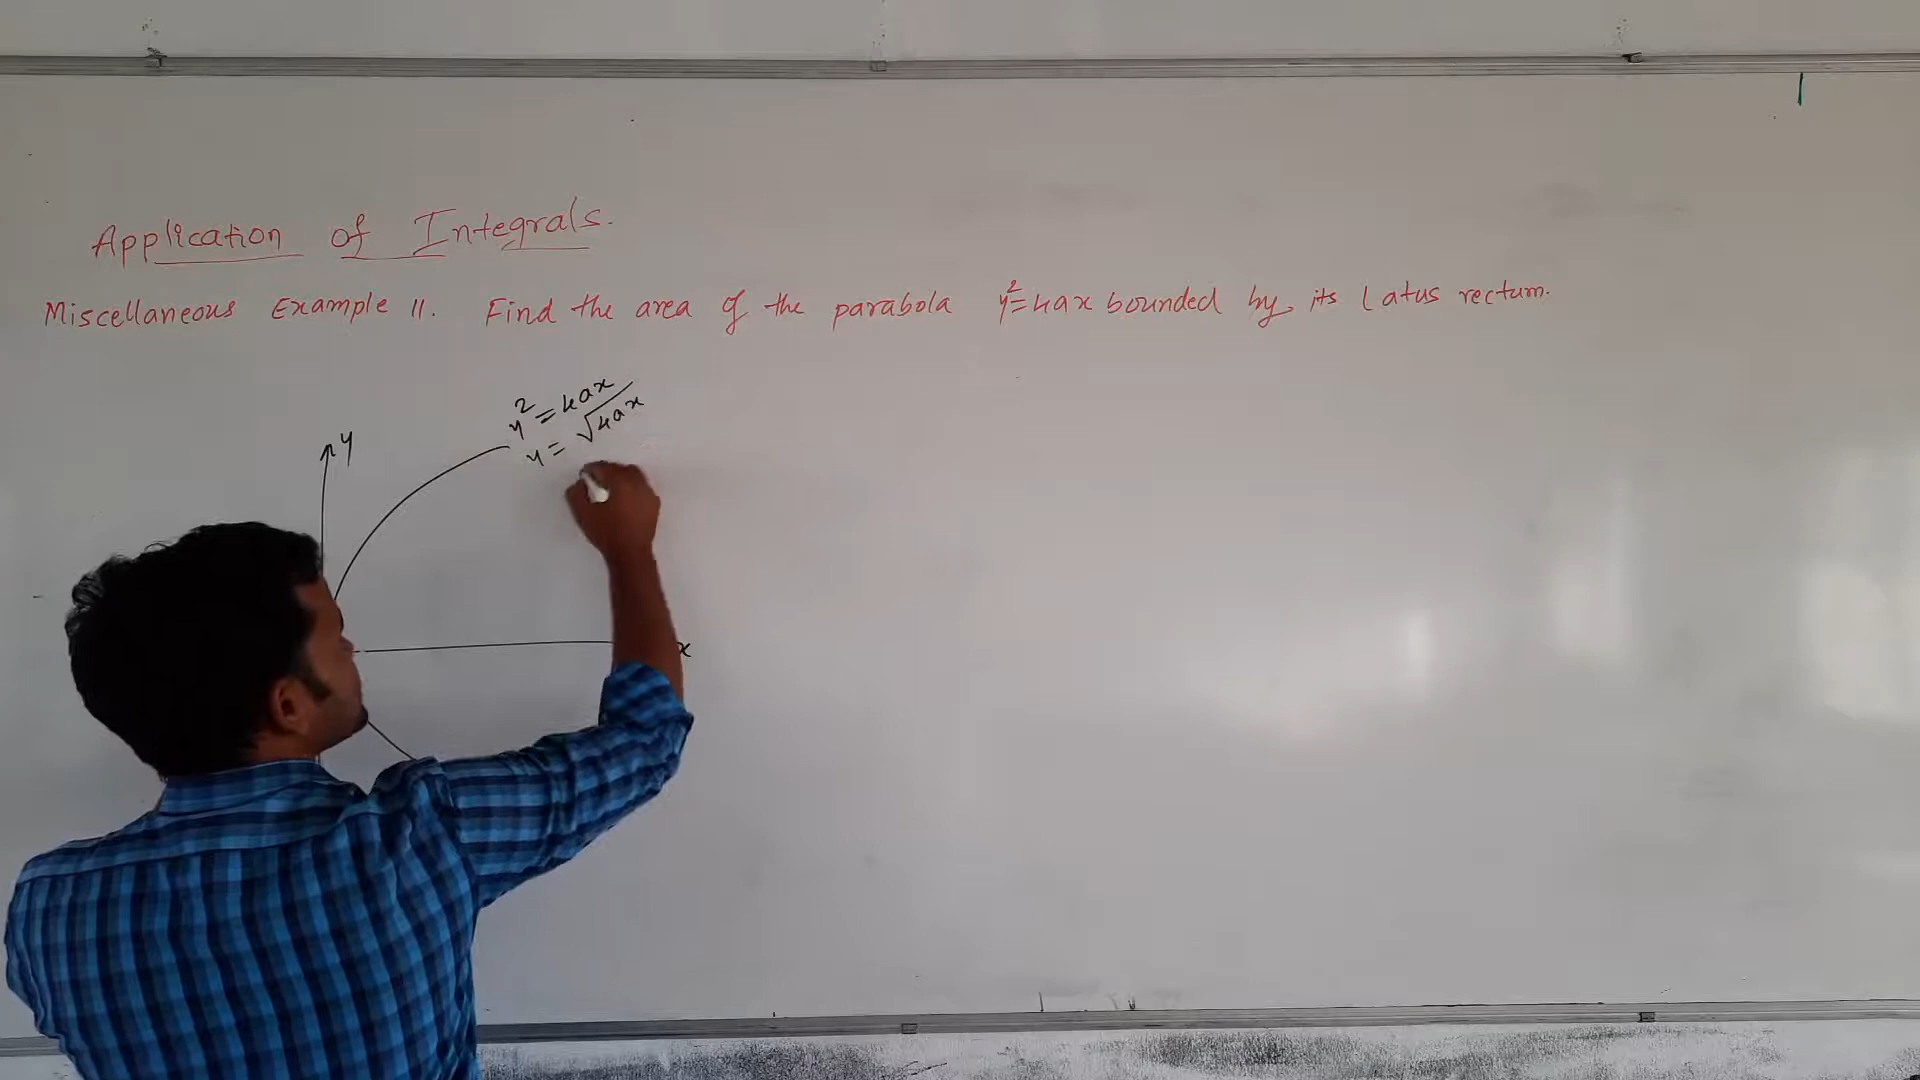 Application of Integrals.
Miscellaneous Example 11. Find the area of the parabola y²=4ax bounded by its Latus rectum.
y² = 4ax
y = √4ax
y
x